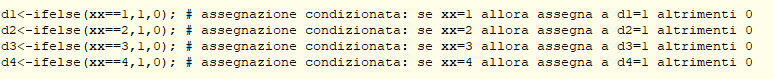 d1<-ifelse(xx==1,1,0); # assegnazione condizionata: se xx=1 allora assegna a d1=1 altrimenti 0
d2<-ifelse(xx==2,1,0); # assegnazione condizionata: se xx=2 allora assegna a d2=1 altrimenti 0
d3<-ifelse(xx==3,1,0); # assegnazione condizionata: se xx=3 allora assegna a d3=1 altrimenti 0
d4<-ifelse(xx==4,1,0); # assegnazione condizionata: se xx=4 allora assegna a d4=1 altrimenti 0